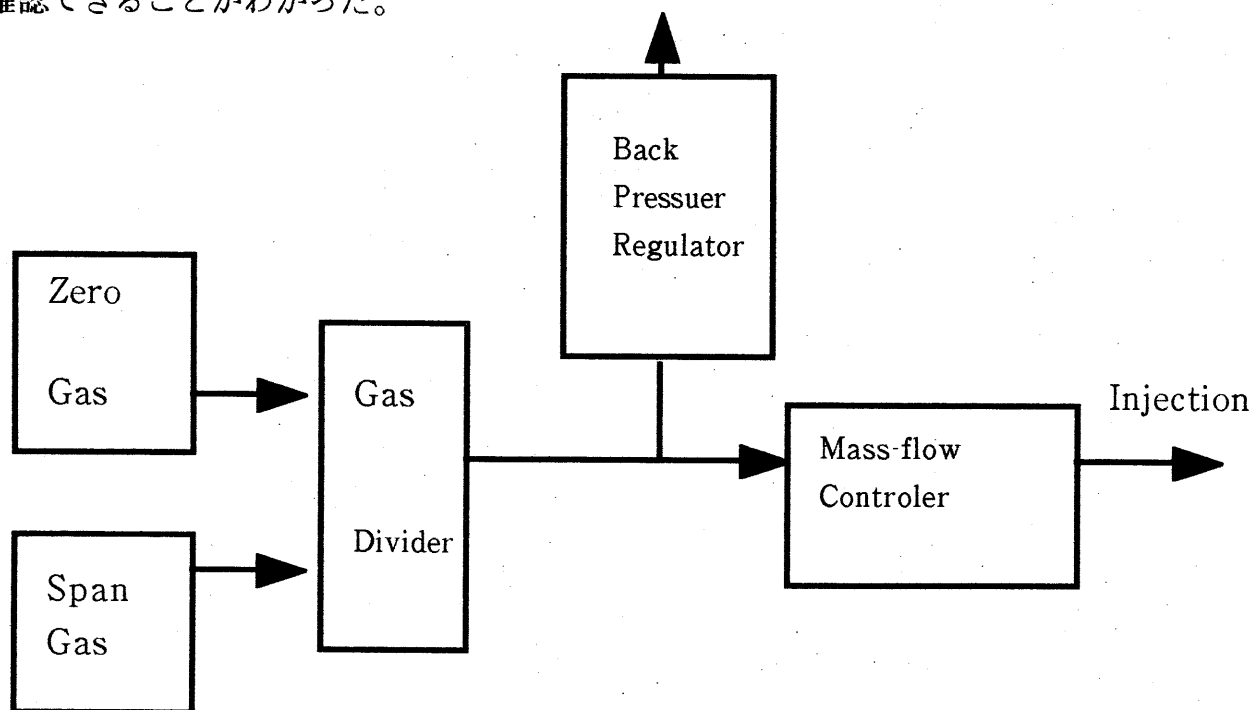 認できることがわかった。
Back
Pressuer
Regulator
Zero
Gas
Gas
Divider
Span
Gas
Mass-flow
Controler
Injection